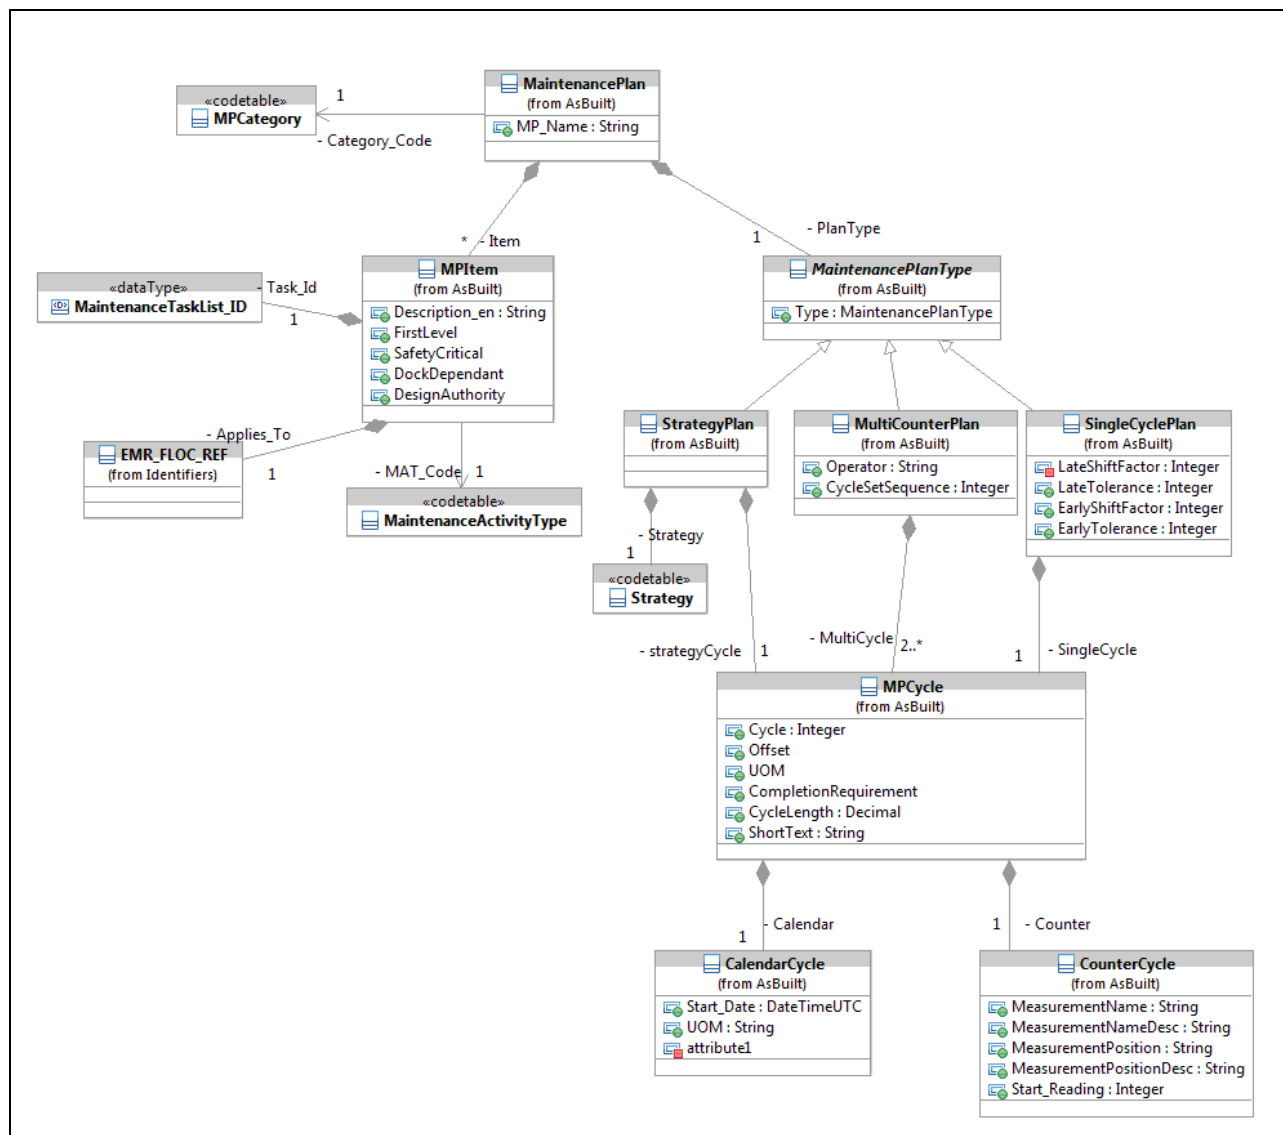 MaintenancePlan
(from AsBuilt)
MP_Name : String
«codetable»
MPCategory
1
- Category_Code
* - Item
1
- PlanType
MPItem
(from AsBuilt)
Description_en : String
FirstLevel
SafetyCritical
DockDependant
DesignAuthority
MaintenancePlanType
(from AsBuilt)
Type : MaintenancePlanType
«dataType»
MaintenanceTaskList_ID
- Task_Id
1
- Applies_To
1
EMR_FLOC_REF
(from Identifiers)
- MAT_Code
1
«codetable»
MaintenanceActivityType
StrategyPlan
(from AsBuilt)
MultiCounterPlan
(from AsBuilt)
Operator : String
CycleSetSequence : Integer
SingleCyclePlan
(from AsBuilt)
LateShiftFactor : Integer
LateTolerance : Integer
EarlyShiftFactor : Integer
EarlyTolerance : Integer
- Strategy
1
«codetable»
Strategy
- strategyCycle
1
- MultiCycle
2..*
1
- SingleCycle
MPCycle
(from AsBuilt)
Cycle : Integer
Offset
UOM
CompletionRequirement
CycleLength : Decimal
ShortText : String
- Calendar
1
1
- Counter
CalendarCycle
(from AsBuilt)
Start_Date : DateTimeUTC
UOM : String
attribute1
CounterCycle
(from AsBuilt)
MeasurementName : String
MeasurementNameDesc : String
MeasurementPosition : String
MeasurementPositionDesc : String
Start_Reading : Integer